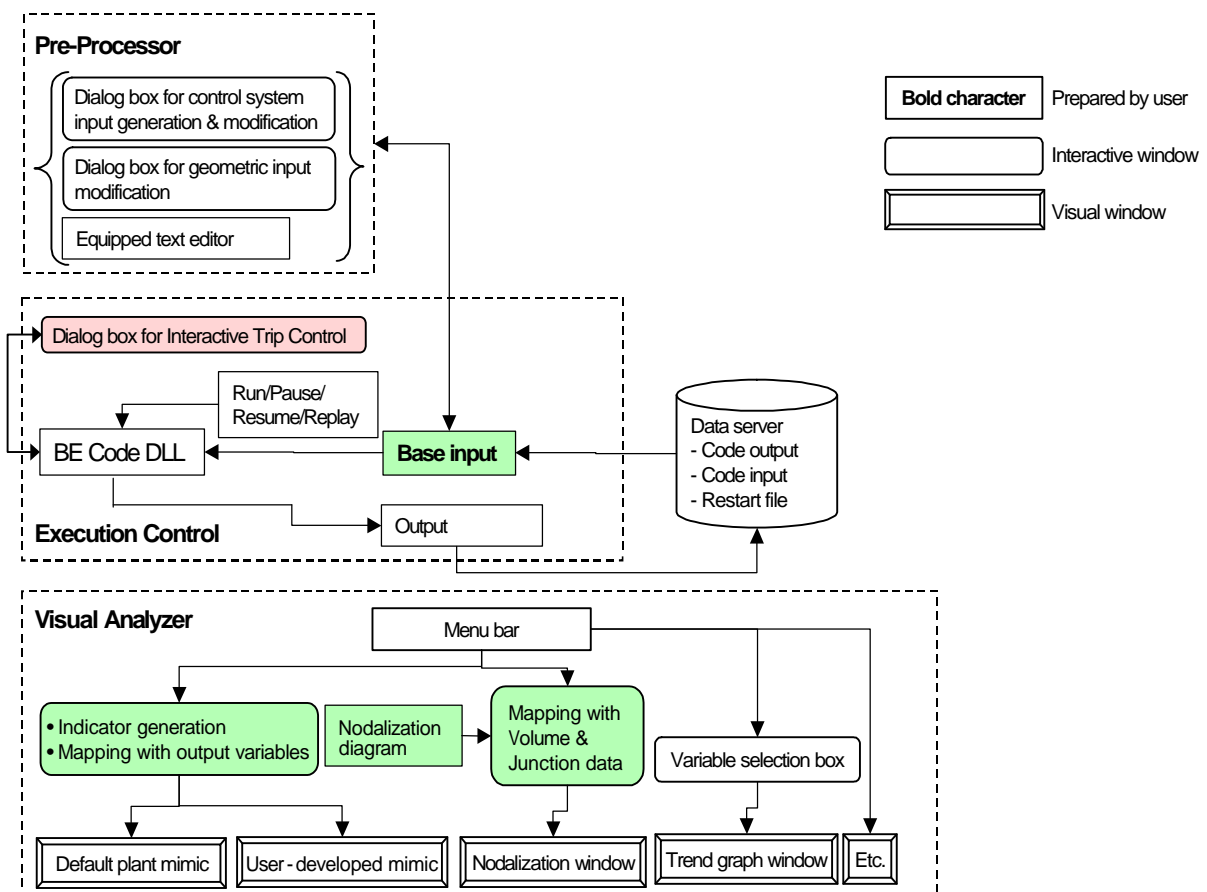 Pre-Processor
Dialog box for control system
input generation & modification
Dialog box for geometric input
modification
Equipped text editor
Bold character
Prepared by user
Interactive window
Visual window
Dialog box for Interactive Trip Control
Run/Pause/
Resume/Replay
BE Code DLL
Base input
Output
Execution Control
Data server
- Code output
- Code input
- Restart file
Visual Analyzer
Menu bar
• Indicator generation
• Mapping with output variables
Nodalization
diagram
Mapping with
Volume &
Junction data
Variable selection box
Default plant mimic
User - developed mimic
Nodalization window
Trend graph window
Etc.